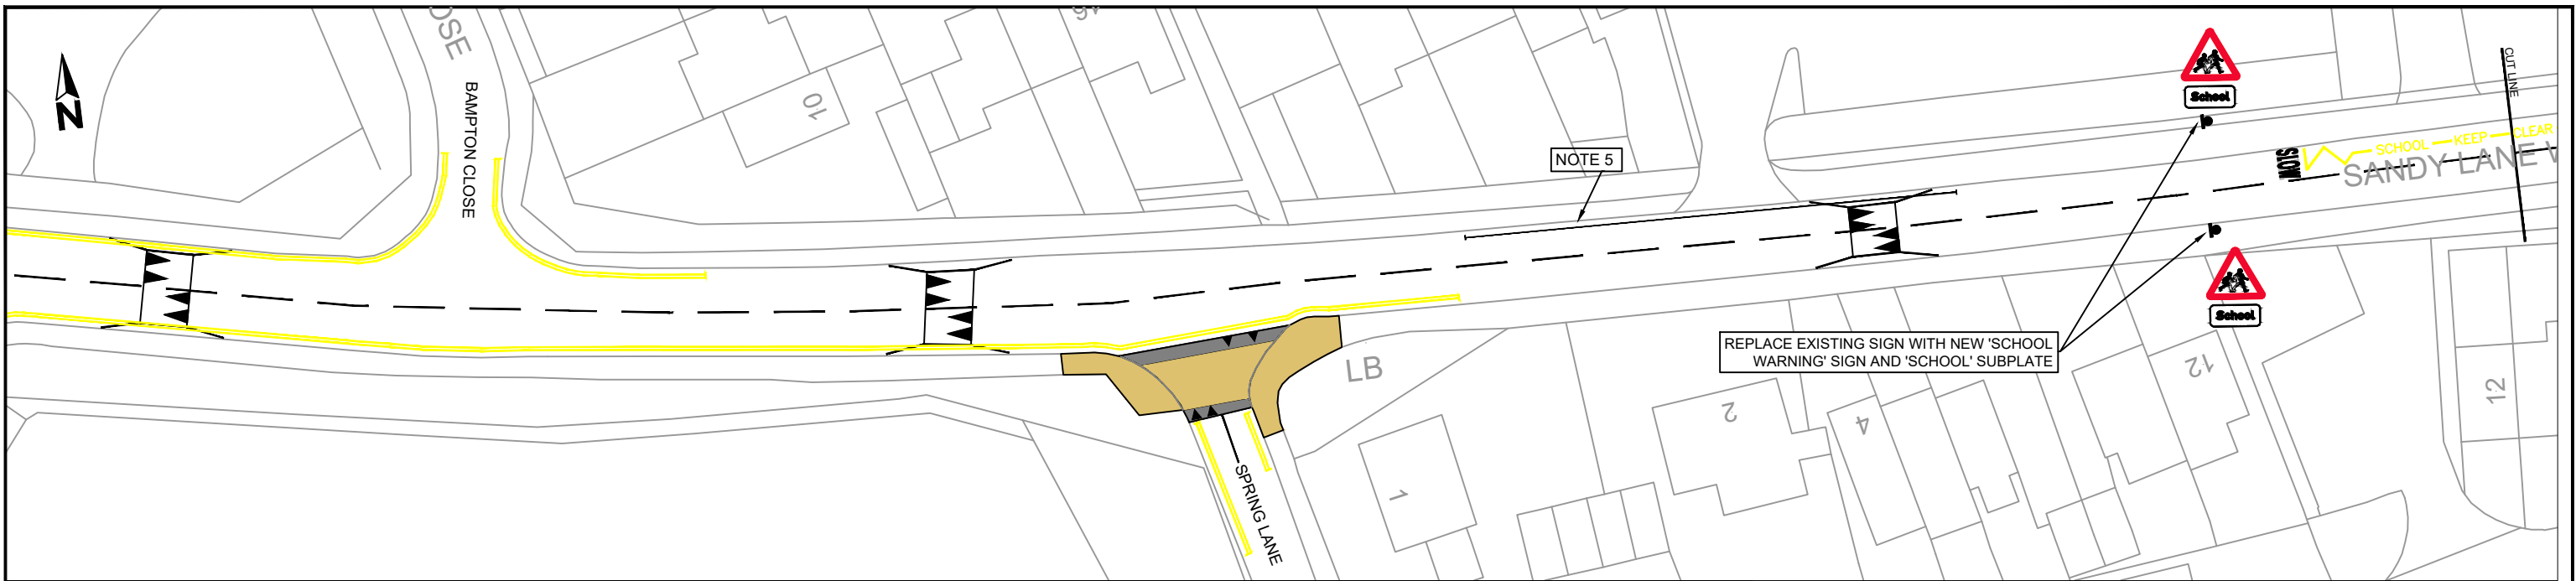 OSE
BAMPTON CLOSE
N
10
NOTE 5
School
CUT LINE
SCHOOL KEEP CLEAR
SLOW
SANDY LANE W
School
REPLACE EXISTING SIGN WITH NEW 'SCHOOL
WARNING' SIGN AND 'SCHOOL' SUBPLATE
LB
SPRING LANE
1
2
4
12
12